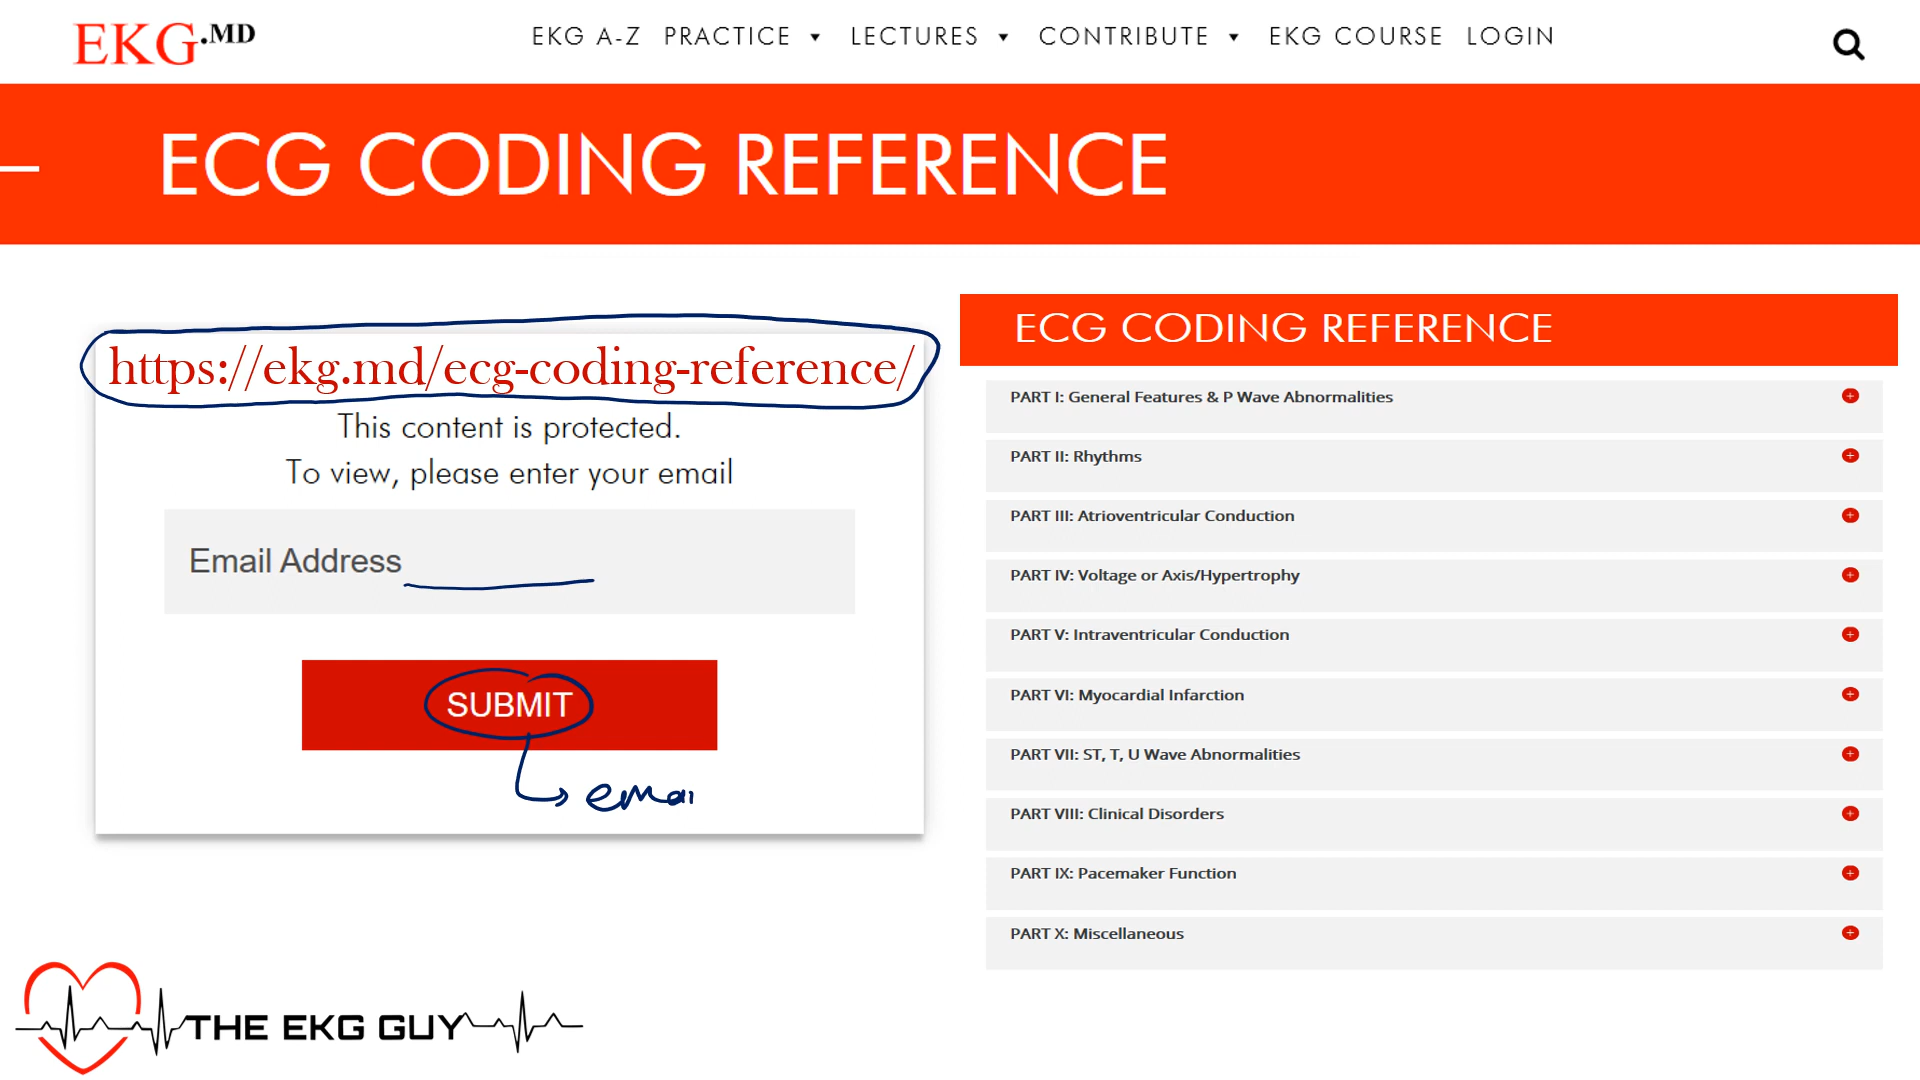 EKG.MD
EKG A-Z PRACTICE LECTURES CONTRIBUTE EKG COURSE LOGIN
ECG CODING REFERENCE
https://ekg.md/ecg-coding-reference/
This content is protected.
To view, please enter your email
Email Address
SUBMIT
emai
ECG CODING REFERENCE
PART I: General Features & P Wave Abnormalities
PART II: Rhythms
PART III: Atrioventricular Conduction
PART IV: Voltage or Axis/Hypertrophy
PART V: Intraventricular Conduction
PART VI: Myocardial Infarction
PART VII: ST, T, U Wave Abnormalities
PART VIII: Clinical Disorders
PART IX: Pacemaker Function
PART X: Miscellaneous
THE EKG GUY